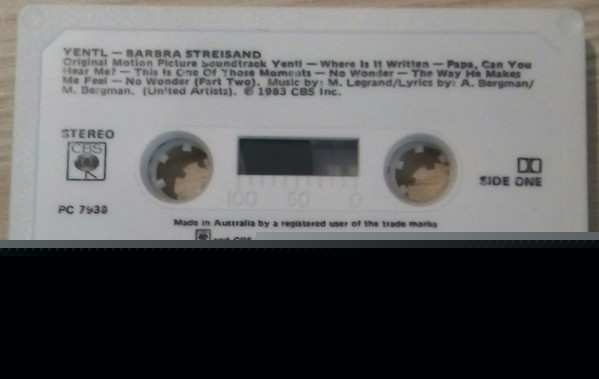 YENTL — BARBRA STREISAND
Original Motion Picture Soundtrack Yentl — Where Is It Written — Papa, Can You
Hear Me? — This Is One Of Those Moments — No Wonder — The Way He Makes
Me Feel — No Wonder (Part Two). Music by: M. Legrand/Lyrics by: A. Bergman/
M. Bergman. (United Artists). ℗ 1983 CBS Inc.
STEREO
CBS
SIDE ONE
100 50 0
PC 7938
Made in Australia by a registered user of the trade marks
and CBS